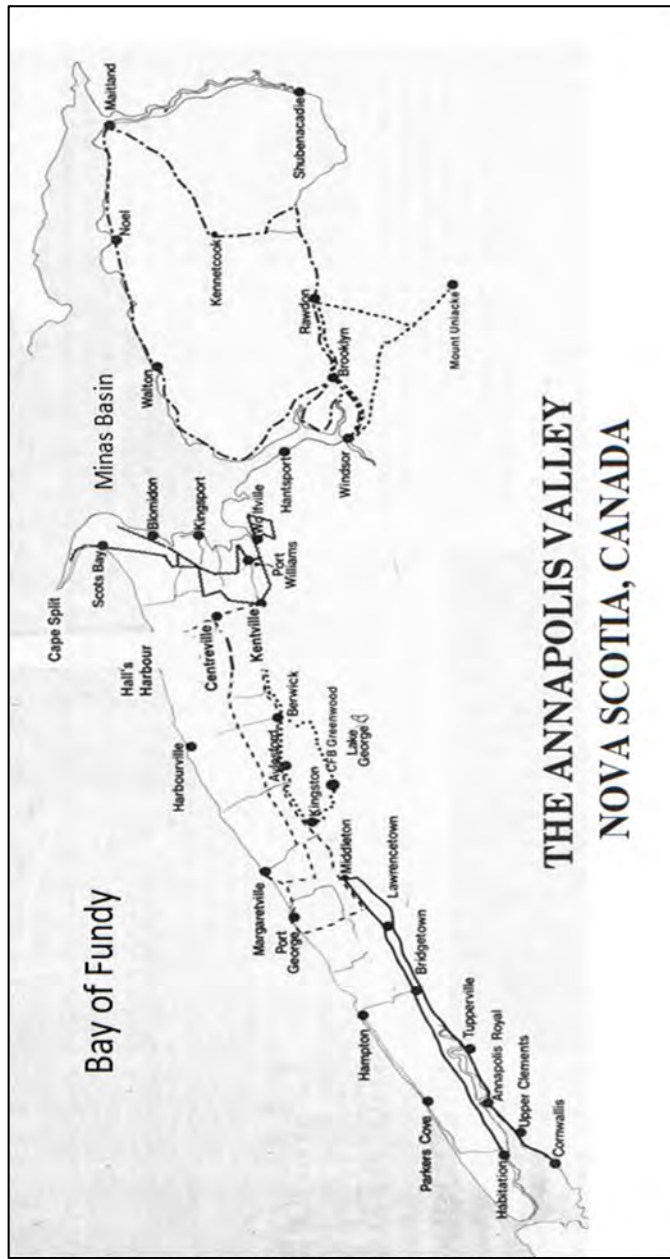 Bay of Fundy
Minas Basin
Cape Split
Scots Bay
Blomidon
Kingsport
Hall's
Harbour
Centreville
Kentville
Port
Williams
Wolfville
Hantsport
Windsor
Walton
Noel
Maitland
Kennetcook
Shubenacadie
Rawdon
Brooklyn
Mount Uniacke
Harbourville
Berwick
Aylesford
Kingston
CFB Greenwood
Lake
George
Margaretville
Port
George
Middleton
Lawrencetown
Bridgetown
Hampton
Parkers Cove
Tupperville
Annapolis Royal
Upper Clements
Habitation
Cornwallis
THE ANNAPOLIS VALLEY
NOVA SCOTIA, CANADA